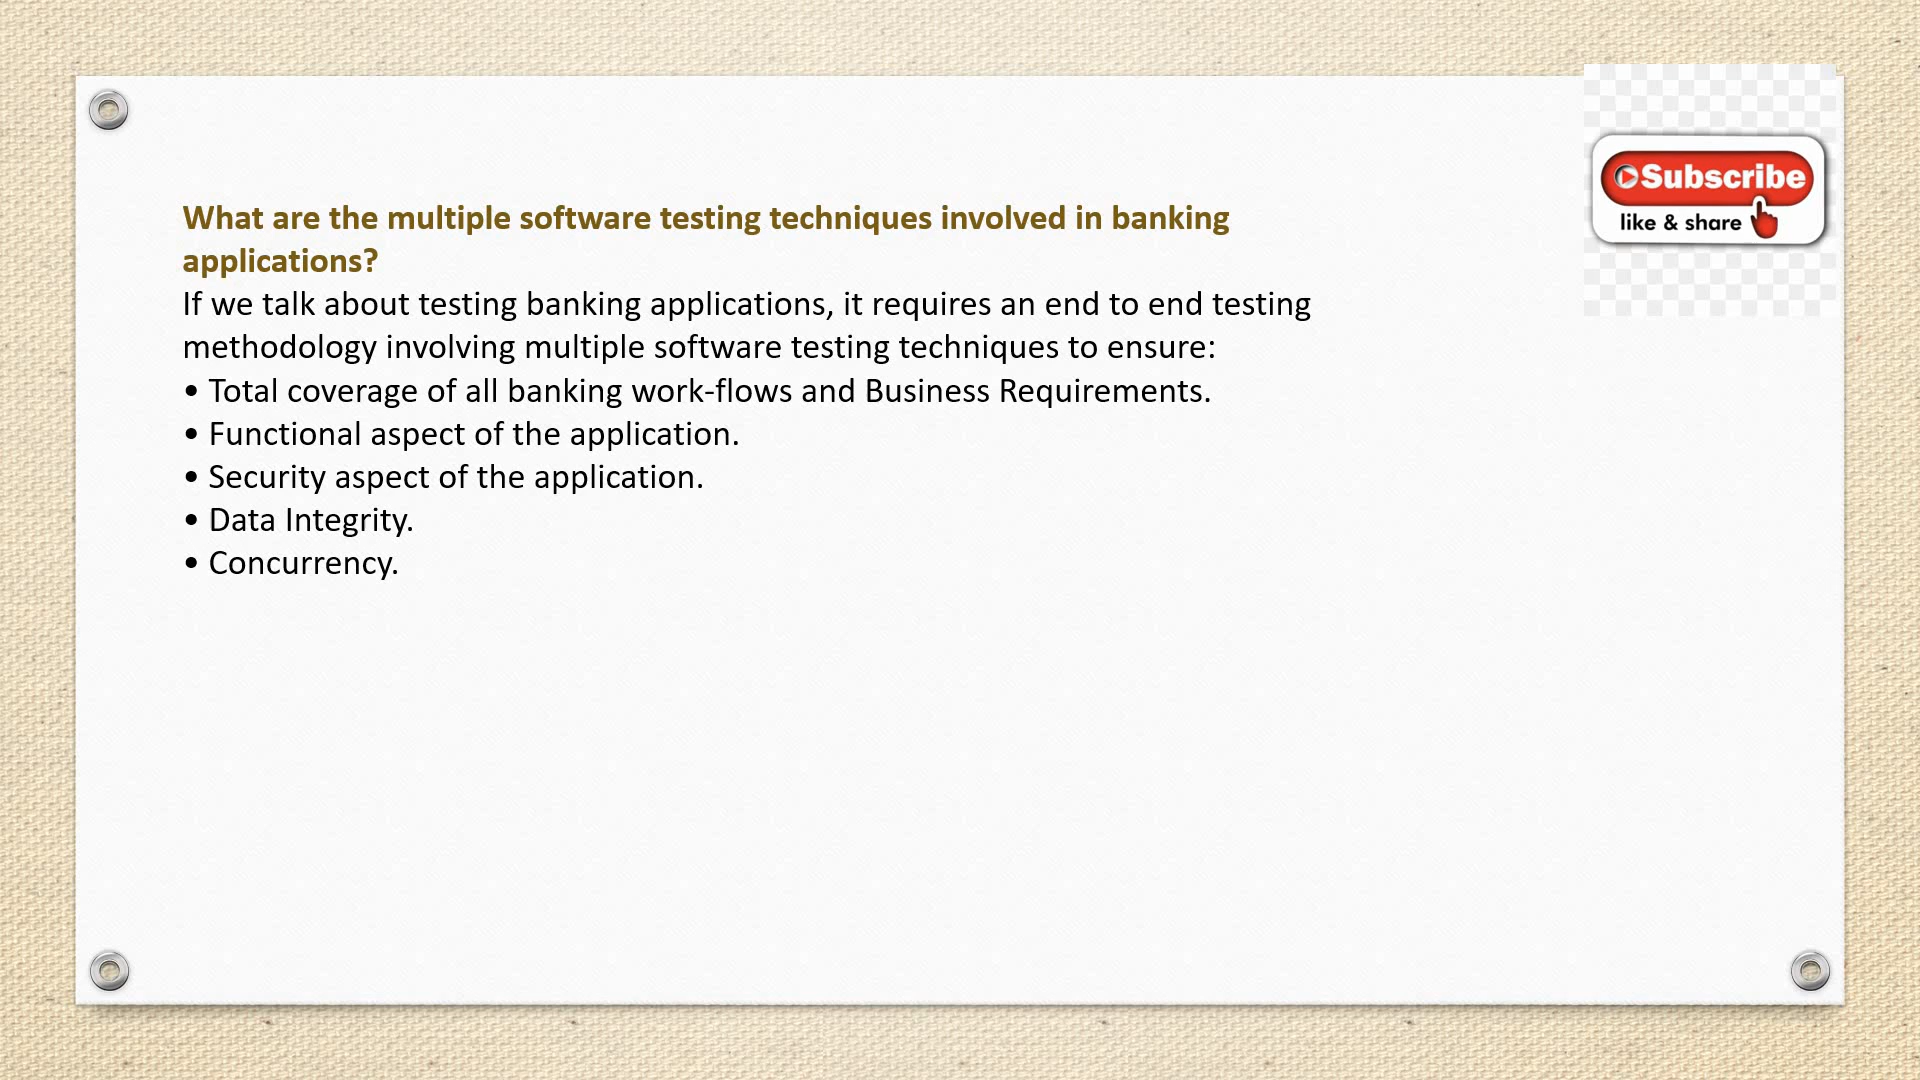 What are the multiple software testing techniques involved in banking
applications?
If we talk about testing banking applications, it requires an end to end testing
methodology involving multiple software testing techniques to ensure:
• Total coverage of all banking work-flows and Business Requirements.
• Functional aspect of the application.
• Security aspect of the application.
• Data Integrity.
• Concurrency.
Subscribe
like & share